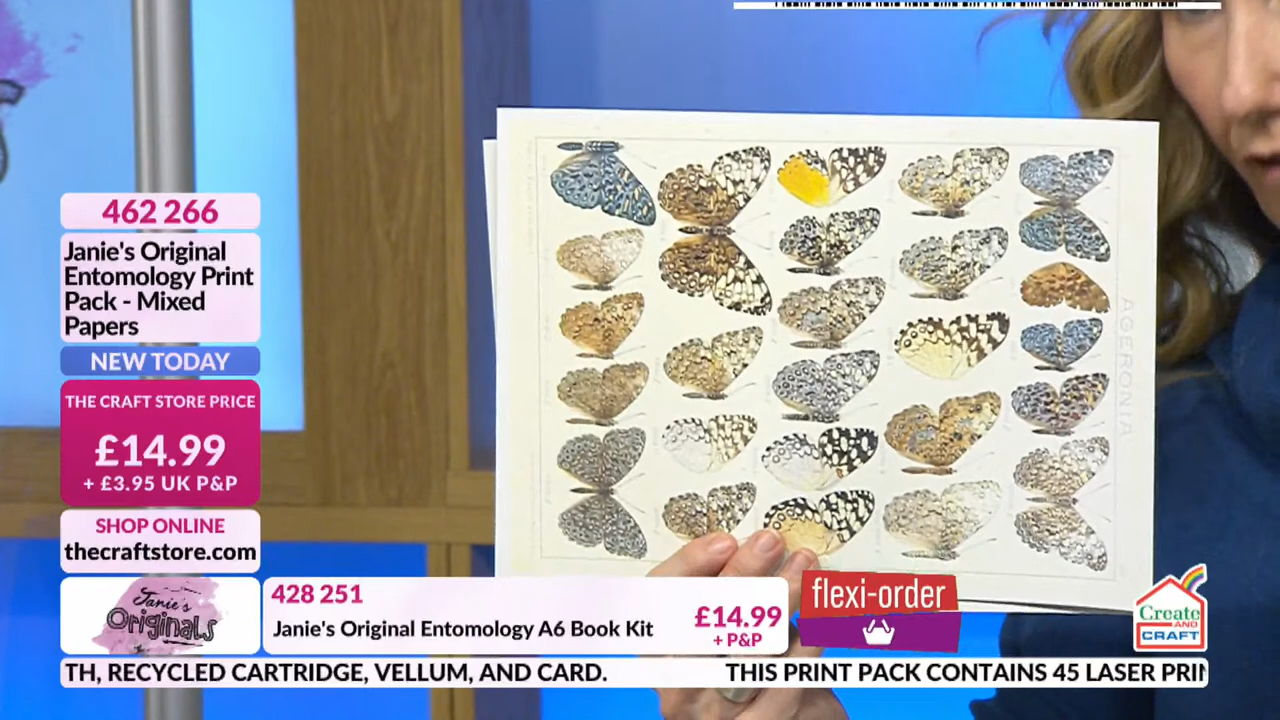 462 266
Janie's Original
Entomology Print
Pack - Mixed
Papers
NEW TODAY
THE CRAFT STORE PRICE
£14.99
+ £3.95 UK P&P
SHOP ONLINE
thecraftstore.com
AGERONIA
Janie's
Originals
428 251
Janie's Original Entomology A6 Book Kit
£14.99
+ P&P
flexi-order
Create
AND
CRAFT
TH, RECYCLED CARTRIDGE, VELLUM, AND CARD. THIS PRINT PACK CONTAINS 45 LASER PRIN